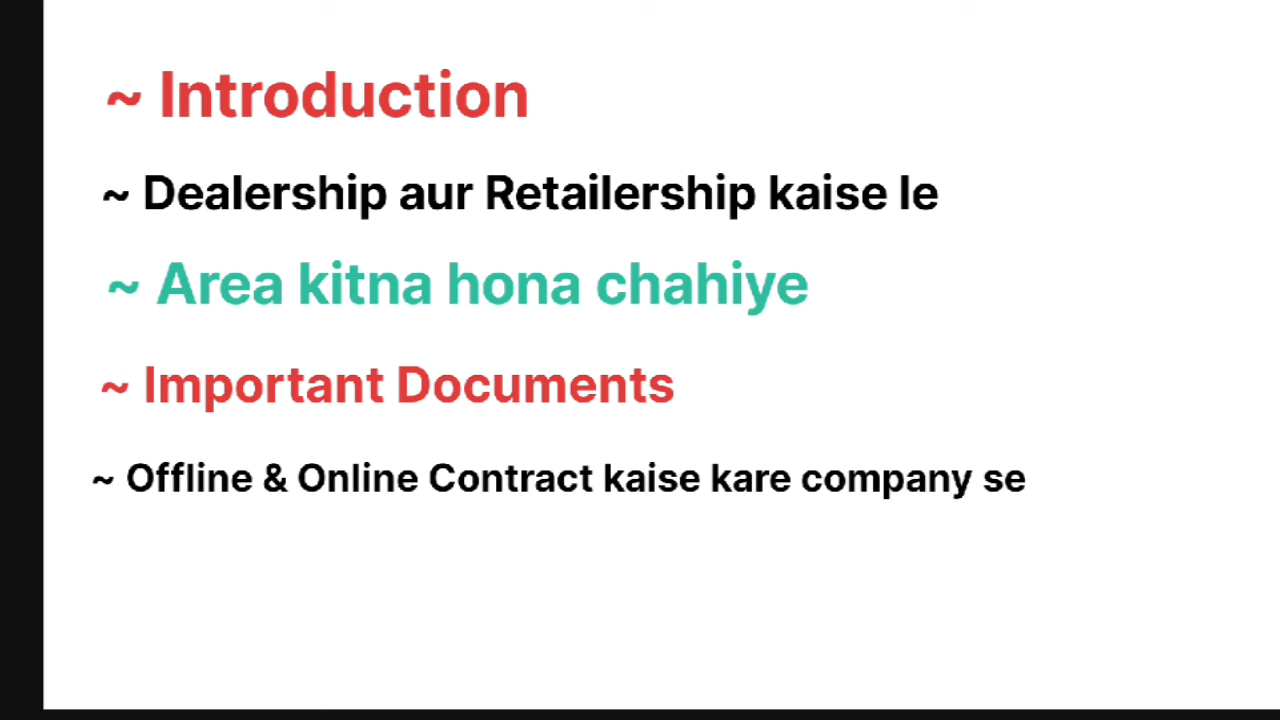 ~ Introduction
~ Dealership aur Retailership kaise le
~ Area kitna hona chahiye
~ Important Documents
~ Offline & Online Contract kaise kare company se